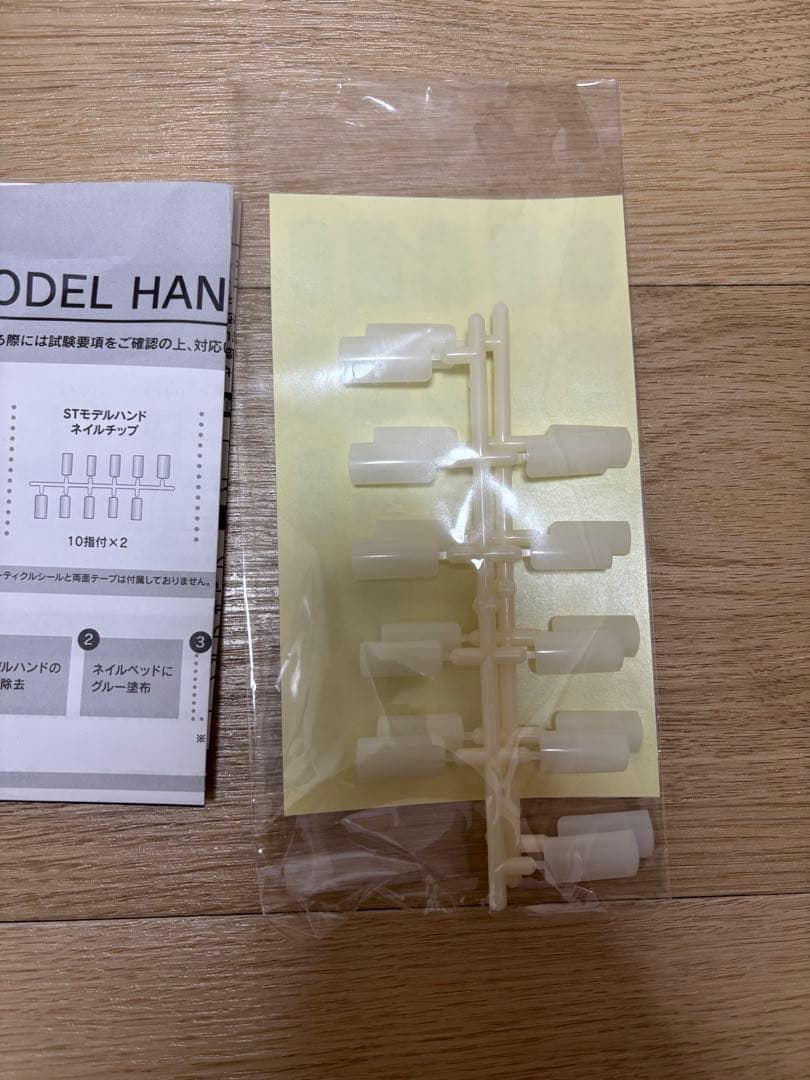 ODEL HAN
る際には試験要項をご確認の上、対応
STモデルハンド
ネイルチップ
10指付×2
ーティクルシールと両面テープは付属しておりません。
ルハンドの
除去
2
ネイルベッドに
グルー塗布
3
※